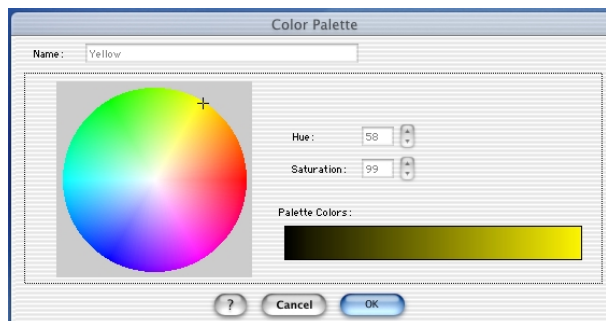 Color Palette
Name: Yellow
Hue: 58
Saturation: 99
Palette Colors:
? Cancel OK